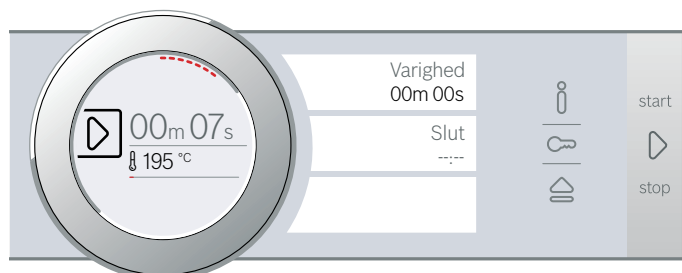 00m 07s
195 °C
Varighed
00m 00s
Slut
--:--
start
stop